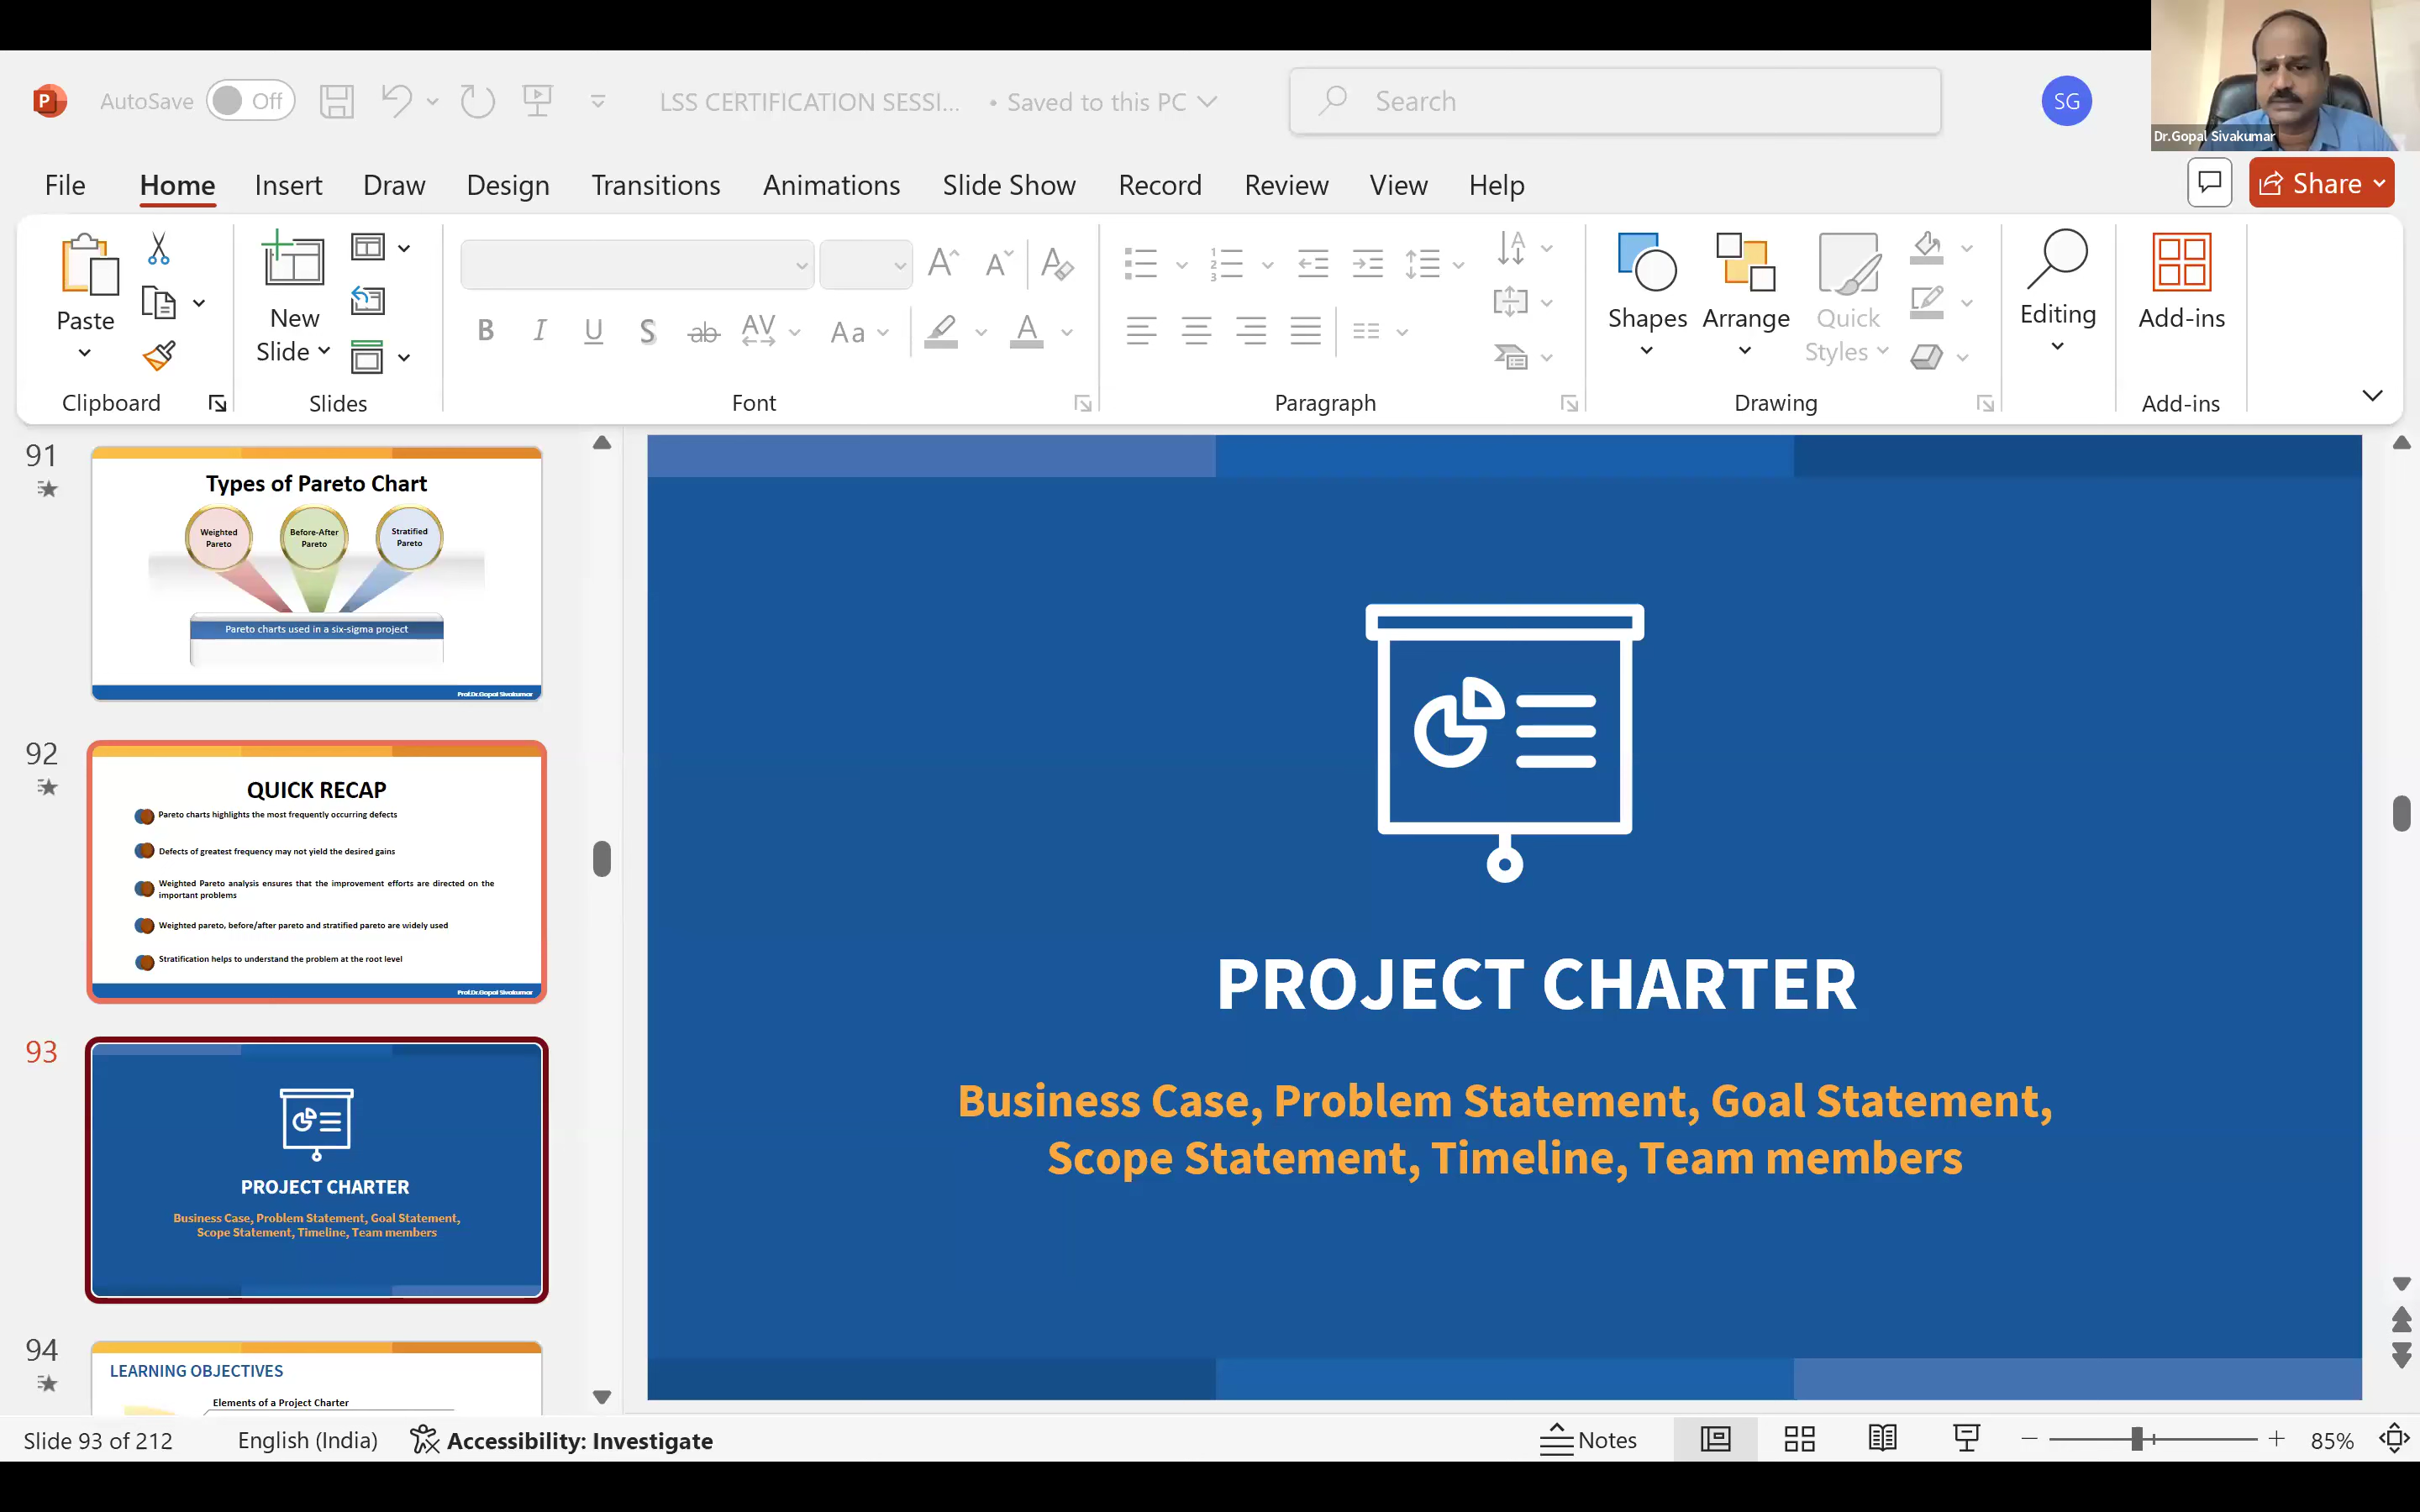 AutoSave
Off
LSS CERTIFICATION SESSI... • Saved to this PC
Search
SG
Dr.Gopal Sivakumar
File
Home
Insert
Draw
Design
Transitions
Animations
Slide Show
Record
Review
View
Help
Share
Paste
New
Slide
Shapes
Arrange
Quick
Styles
Editing
Add-ins
Clipboard
Slides
Font
Paragraph
Drawing
Add-ins
91
Types of Pareto Chart
Weighted
Pareto
Before-After
Pareto
Stratified
Pareto
Pareto charts used in a six-sigma project
Prof.Dr.Gopal Sivakumar
92
QUICK RECAP
Pareto charts highlights the most frequently occurring defects
Defects of greatest frequency may not yield the desired gains
Weighted Pareto analysis ensures that the improvement efforts are directed on the
important problems
Weighted pareto, before/after pareto and stratified pareto are widely used
Stratification helps to understand the problem at the root level
Prof.Dr.Gopal Sivakumar
93
PROJECT CHARTER
Business Case, Problem Statement, Goal Statement,
Scope Statement, Timeline, Team members
94
LEARNING OBJECTIVES
Elements of a Project Charter
PROJECT CHARTER
Business Case, Problem Statement, Goal Statement,
Scope Statement, Timeline, Team members
Slide 93 of 212
English (India)
Accessibility: Investigate
Notes
85%